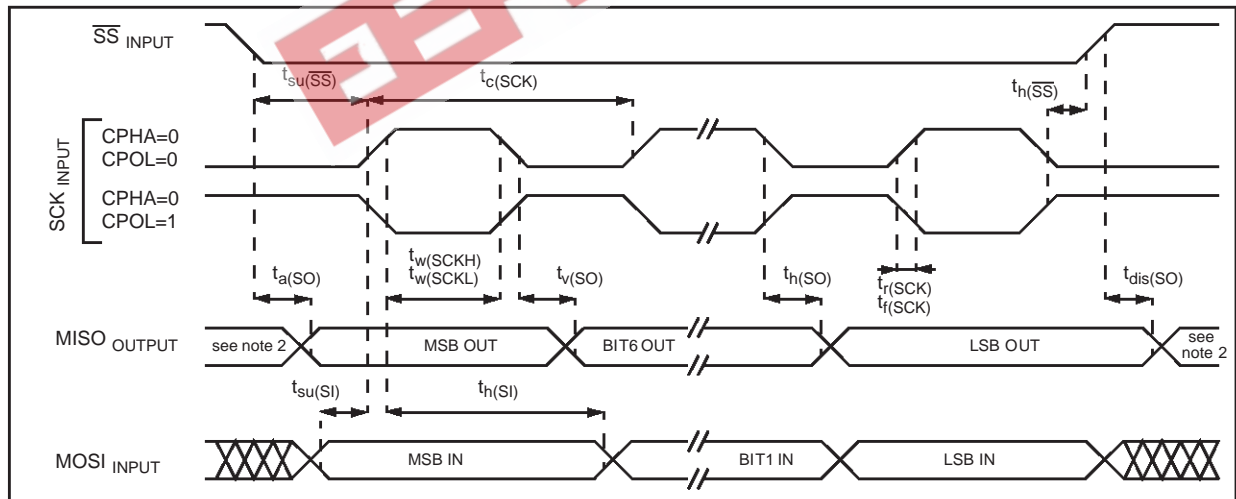 SS INPUT
tsu(SS)
tc(SCK)
th(SS)
SCK INPUT
CPHA=0
CPOL=0
CPHA=0
CPOL=1
ta(SO)
tw(SCKH)
tw(SCKL)
tv(SO)
th(SO)
tr(SCK)
tf(SCK)
tdis(SO)
MISO OUTPUT
see note 2
MSB OUT
BIT6 OUT
LSB OUT
see
note 2
tsu(SI)
th(SI)
MOSI INPUT
MSB IN
BIT1 IN
LSB IN